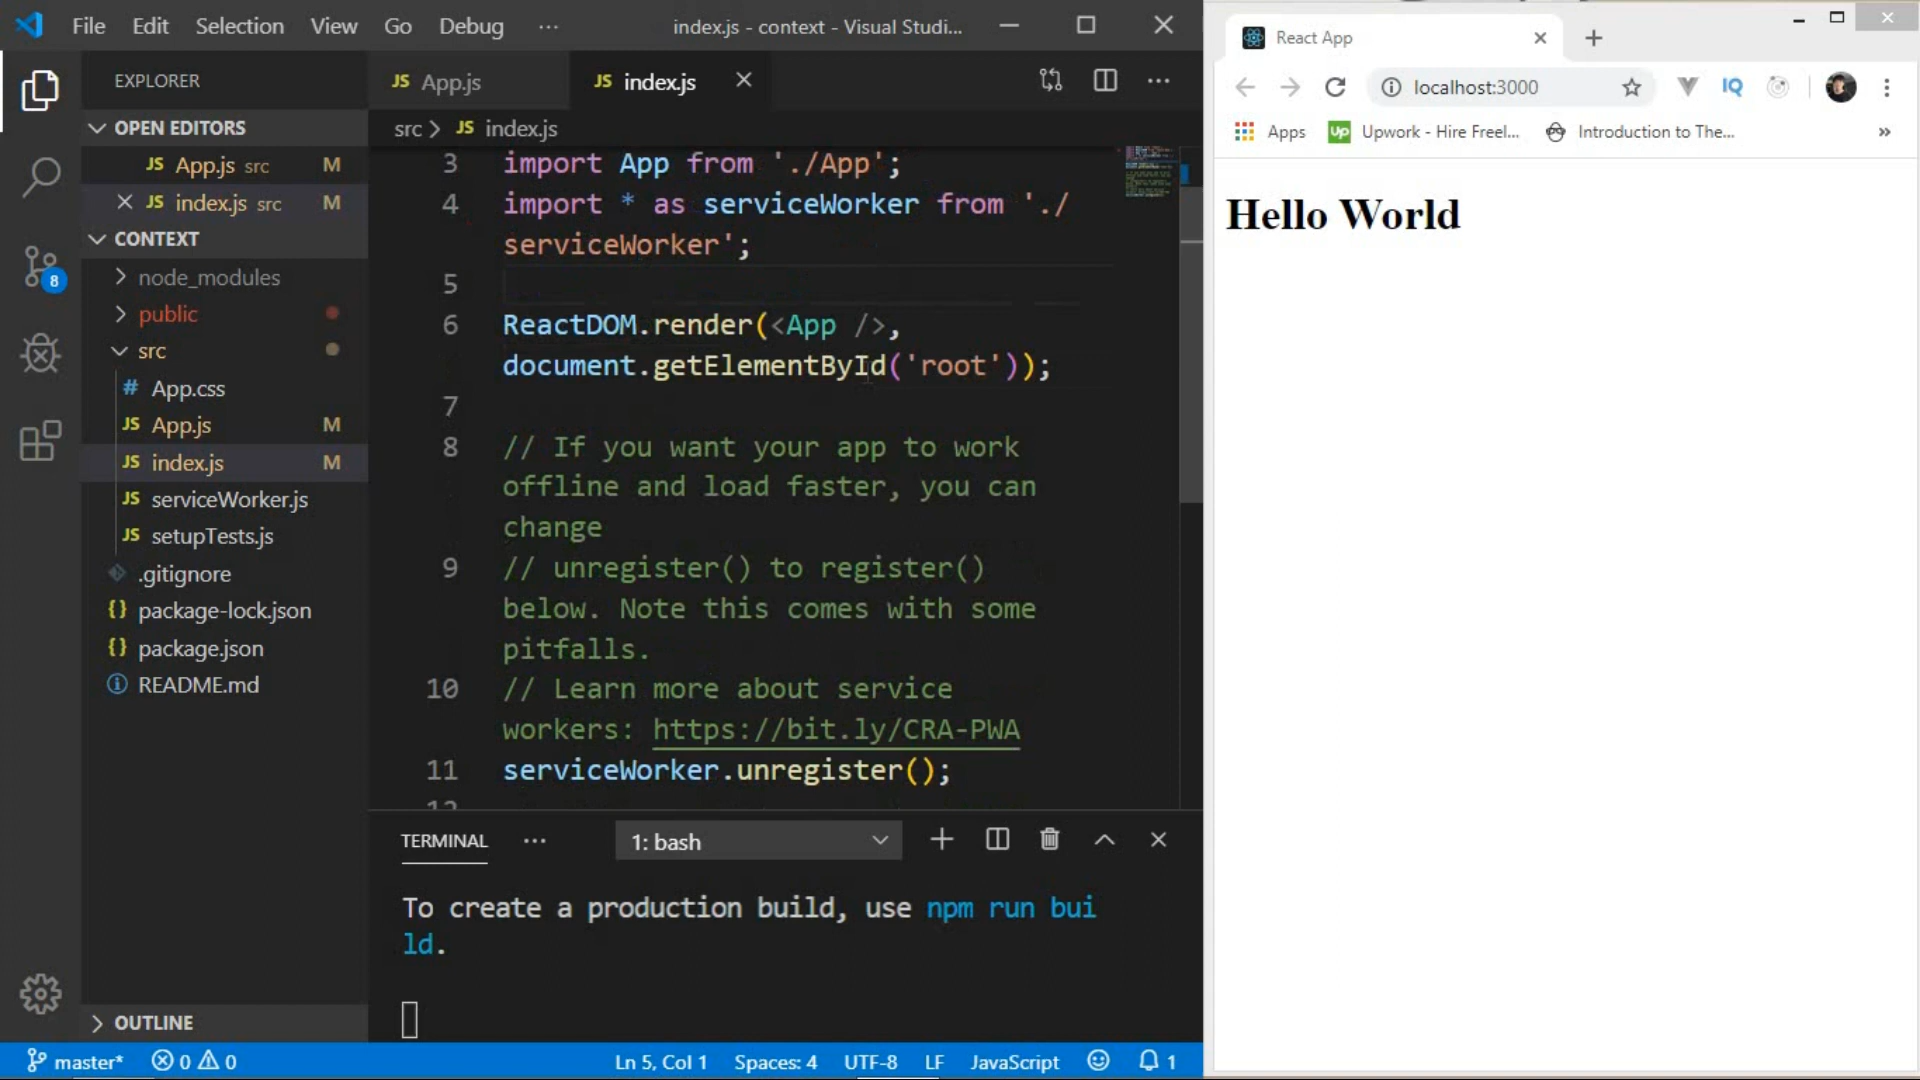 File Edit Selection View Go Debug ··· index.js - context - Visual Studi...
EXPLORER
OPEN EDITORS
JS App.js src M
JS index.js src M
CONTEXT
node_modules
public
src
# App.css
JS App.js M
JS index.js M
JS serviceWorker.js
JS setupTests.js
.gitignore
{} package-lock.json
{} package.json
README.md
OUTLINE
8
JS App.js JS index.js
src > JS index.js
3 import App from './App';
4 import * as serviceWorker from './
serviceWorker';
5
6 ReactDOM.render(<App />,
document.getElementById('root'));
7
8 // If you want your app to work
offline and load faster, you can
change
9 // unregister() to register()
below. Note this comes with some
pitfalls.
10 // Learn more about service
workers: https://bit.ly/CRA-PWA
11 serviceWorker.unregister();
TERMINAL ··· 1: bash
To create a production build, use npm run bui
ld.
master* 0 0 Ln 5, Col 1 Spaces: 4 UTF-8 LF JavaScript 1
React App
localhost:3000 IQ
Apps Up Upwork - Hire Freel... Introduction to The... »
Hello World